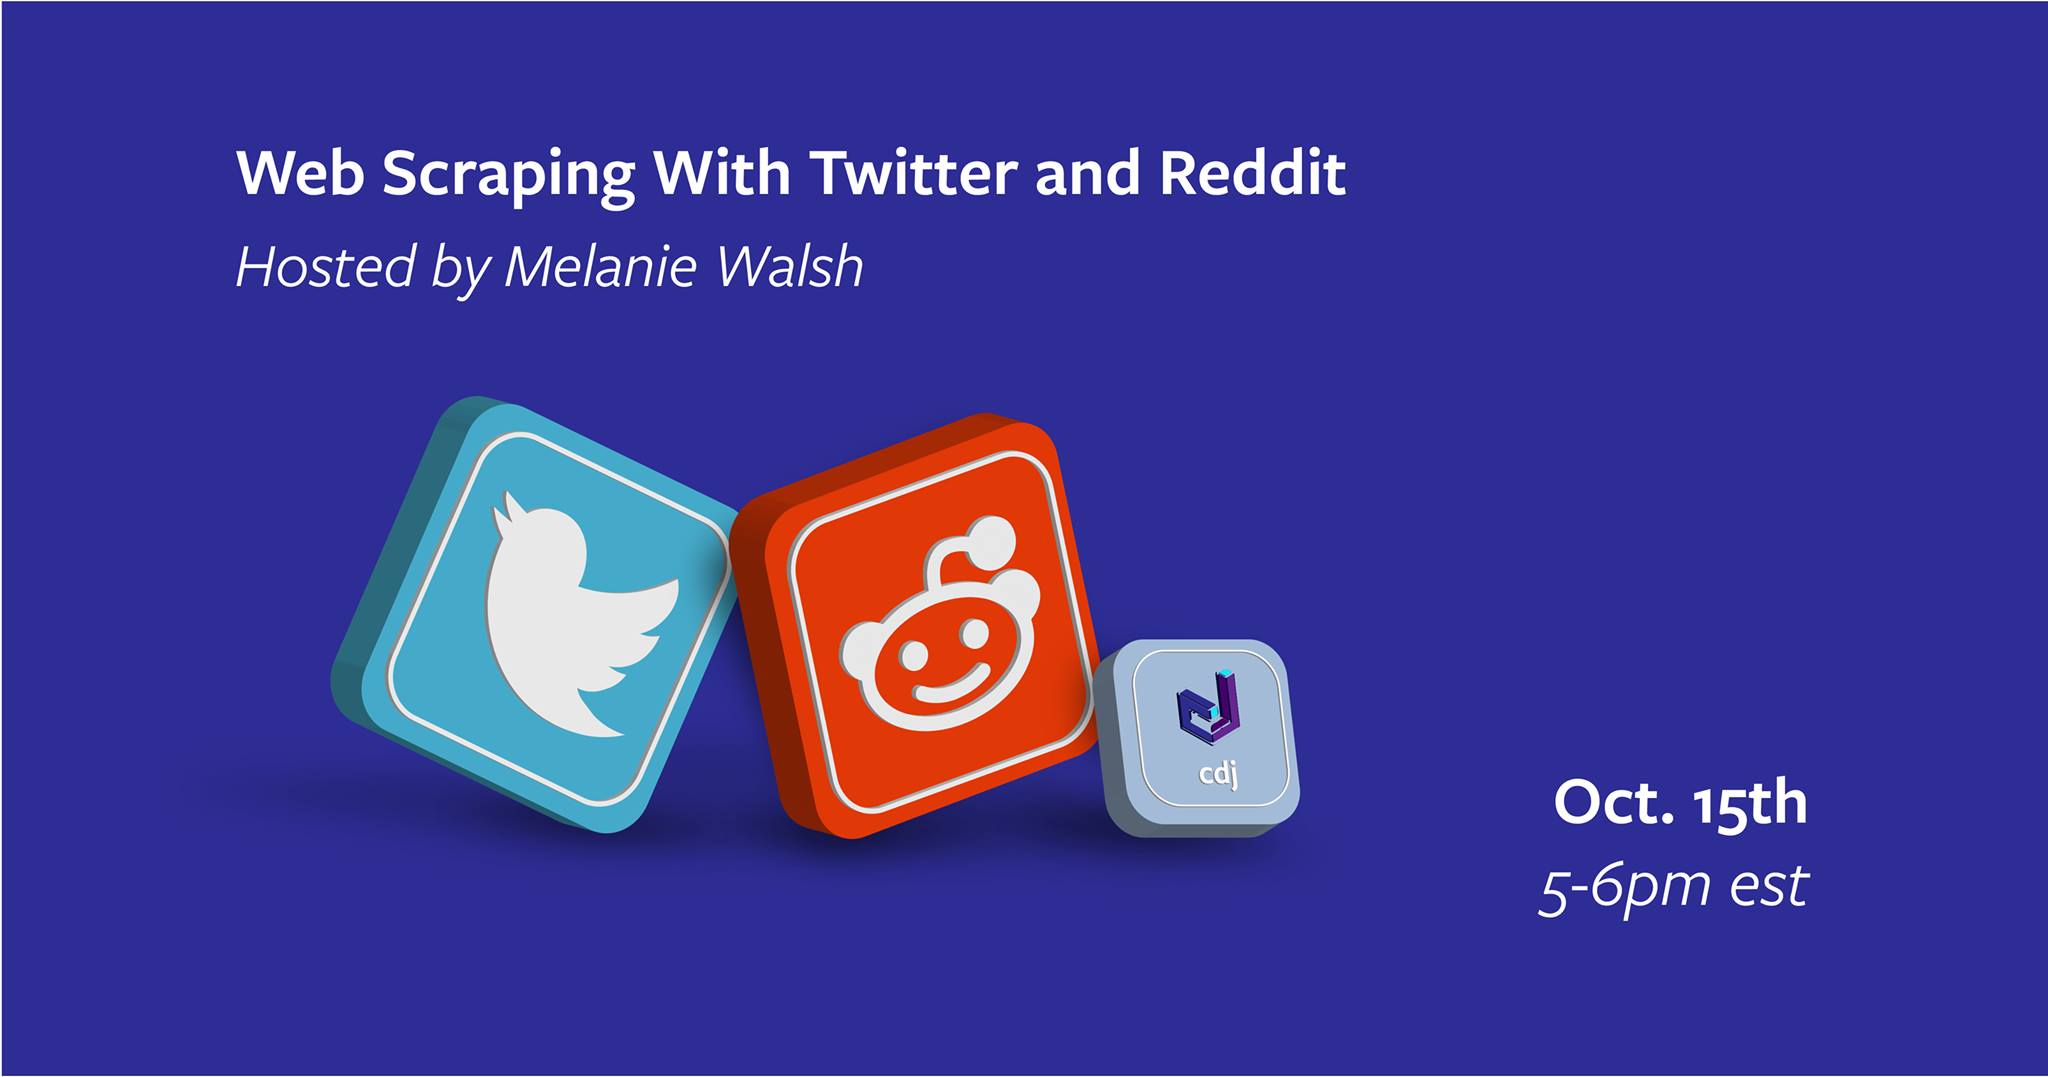 Web Scraping With Twitter and Reddit
Hosted by Melanie Walsh
cdj
Oct. 15th
5-6pm est